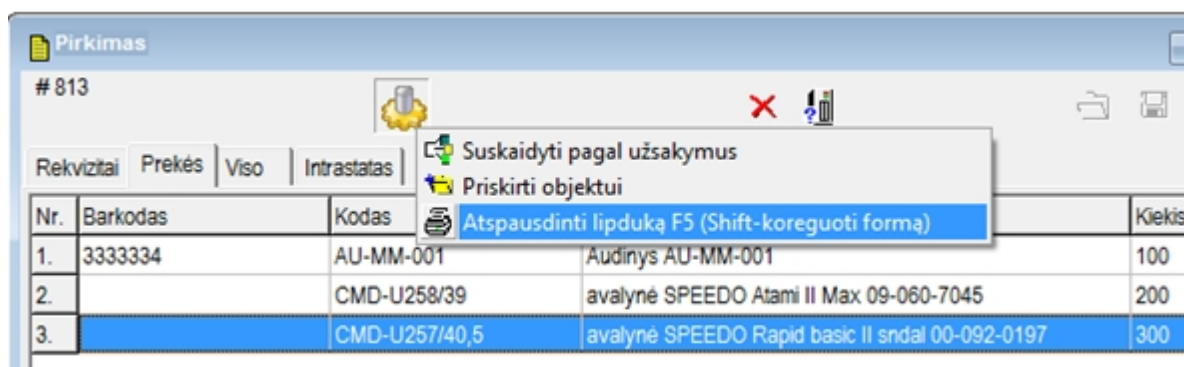 Pirkimas
# 813
Suskaidyti pagal užsakymus
Priskirti objektui
Atspausdinti lipduką F5 (Shift-koreguoti formą)
Rekvizitai Prekės Viso Intrastatas
Nr. Barkodas Kodas Kiekis
1. 3333334 AU-MM-001 Audinys AU-MM-001 100
2. CMD-U258/39 avalynė SPEEDO Atami II Max 09-060-7045 200
3. CMD-U257/40,5 avalynė SPEEDO Rapid basic II sndal 00-092-0197 300